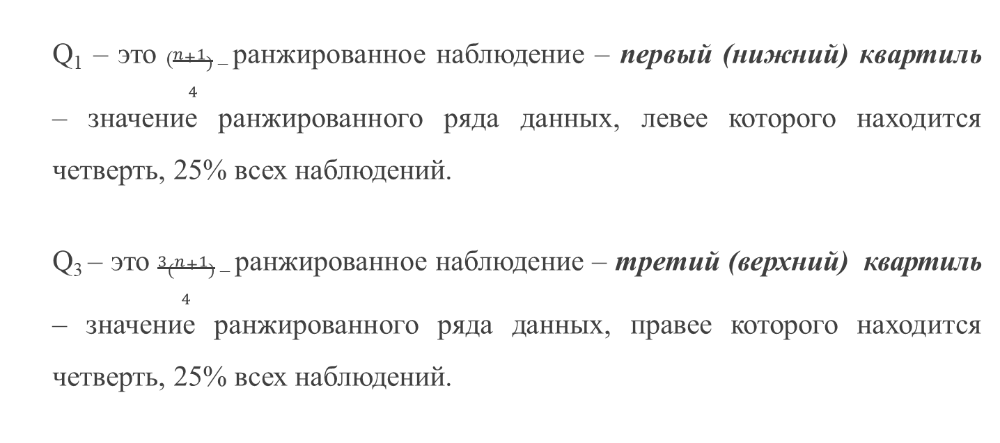 Q1 – это (n+1) – ранжированное наблюдение – первый (нижний) квартиль
4
– значение ранжированного ряда данных, левее которого находится
четверть, 25% всех наблюдений.
Q3 – это 3(n+1) – ранжированное наблюдение – третий (верхний) квартиль
4
– значение ранжированного ряда данных, правее которого находится
четверть, 25% всех наблюдений.